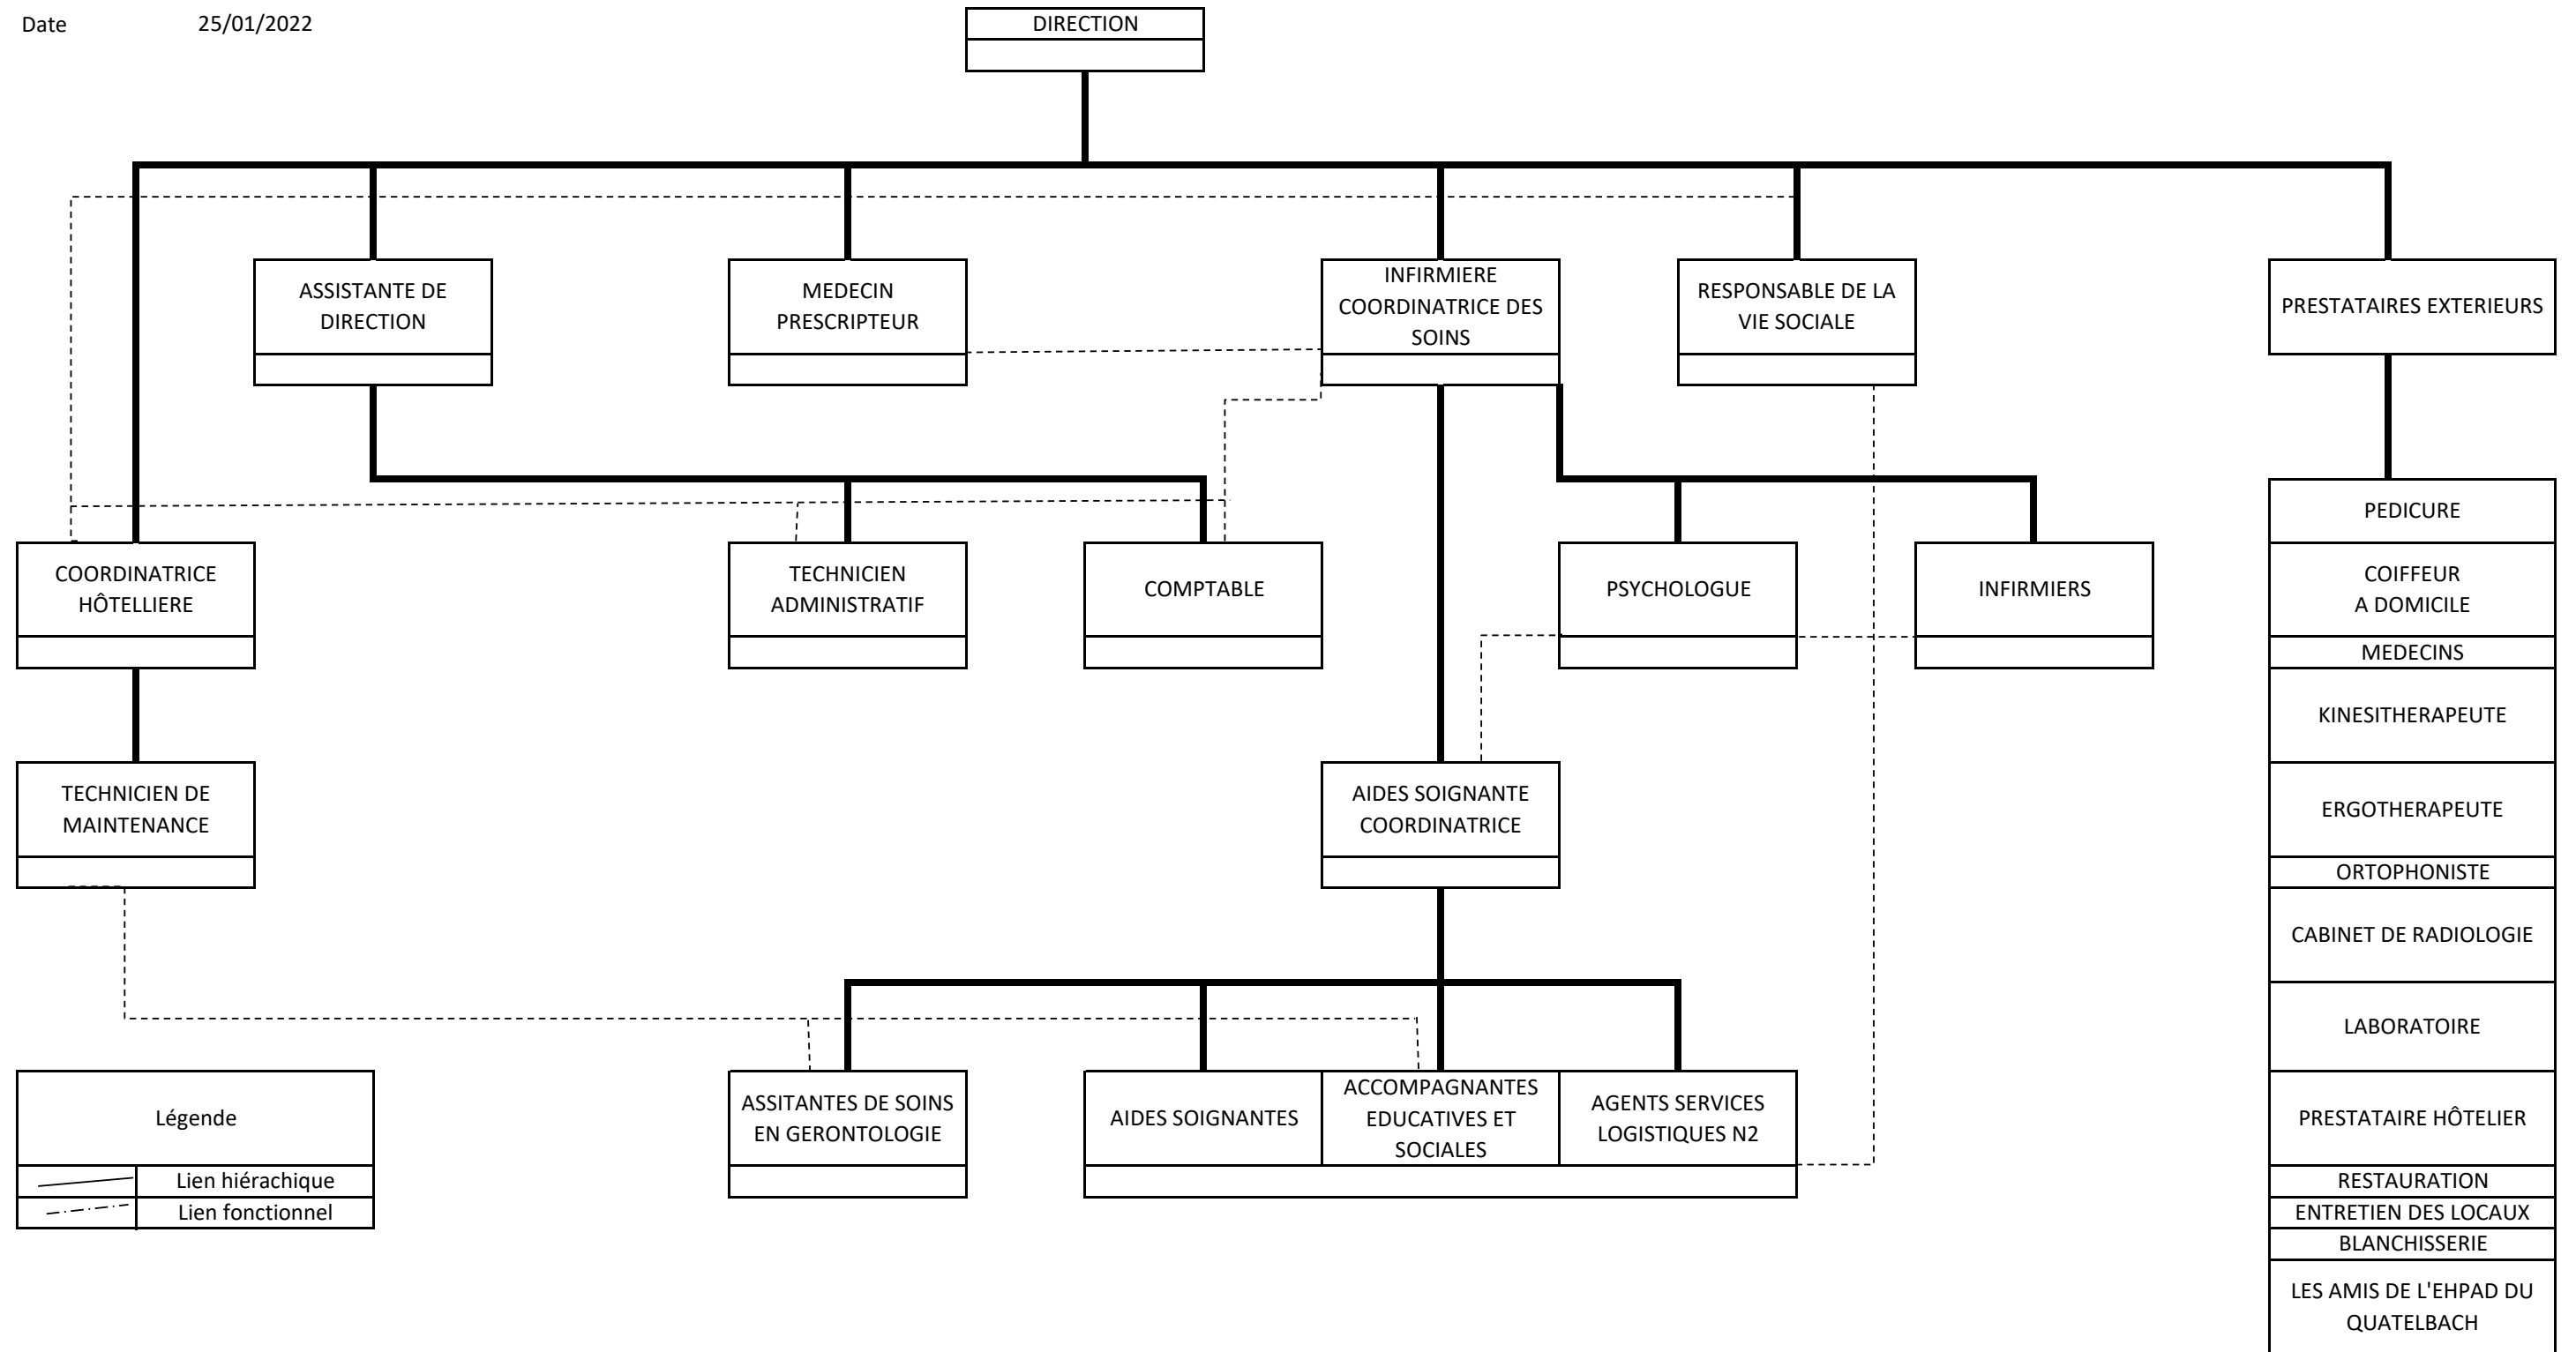 Date 25/01/2022
DIRECTION
ASSISTANTE DE
DIRECTION
MEDECIN
PRESCRIPTEUR
INFIRMIERE
COORDINATRICE DES
SOINS
RESPONSABLE DE LA
VIE SOCIALE
PRESTATAIRES EXTERIEURS
COORDINATRICE
HÔTELLIERE
TECHNICIEN
ADMINISTRATIF
COMPTABLE
PSYCHOLOGUE
INFIRMIERS
TECHNICIEN DE
MAINTENANCE
AIDES SOIGNANTE
COORDINATRICE
ASSITANTES DE SOINS
EN GERONTOLOGIE
AIDES SOIGNANTES
ACCOMPAGNANTES
EDUCATIVES ET
SOCIALES
AGENTS SERVICES
LOGISTIQUES N2
PEDICURE
COIFFEUR
A DOMICILE
MEDECINS
KINESITHERAPEUTE
ERGOTHERAPEUTE
ORTOPHONISTE
CABINET DE RADIOLOGIE
LABORATOIRE
PRESTATAIRE HÔTELIER
RESTAURATION
ENTRETIEN DES LOCAUX
BLANCHISSERIE
LES AMIS DE L'EHPAD DU
QUATELBACH
Légende
Lien hiérachique
Lien fonctionnel